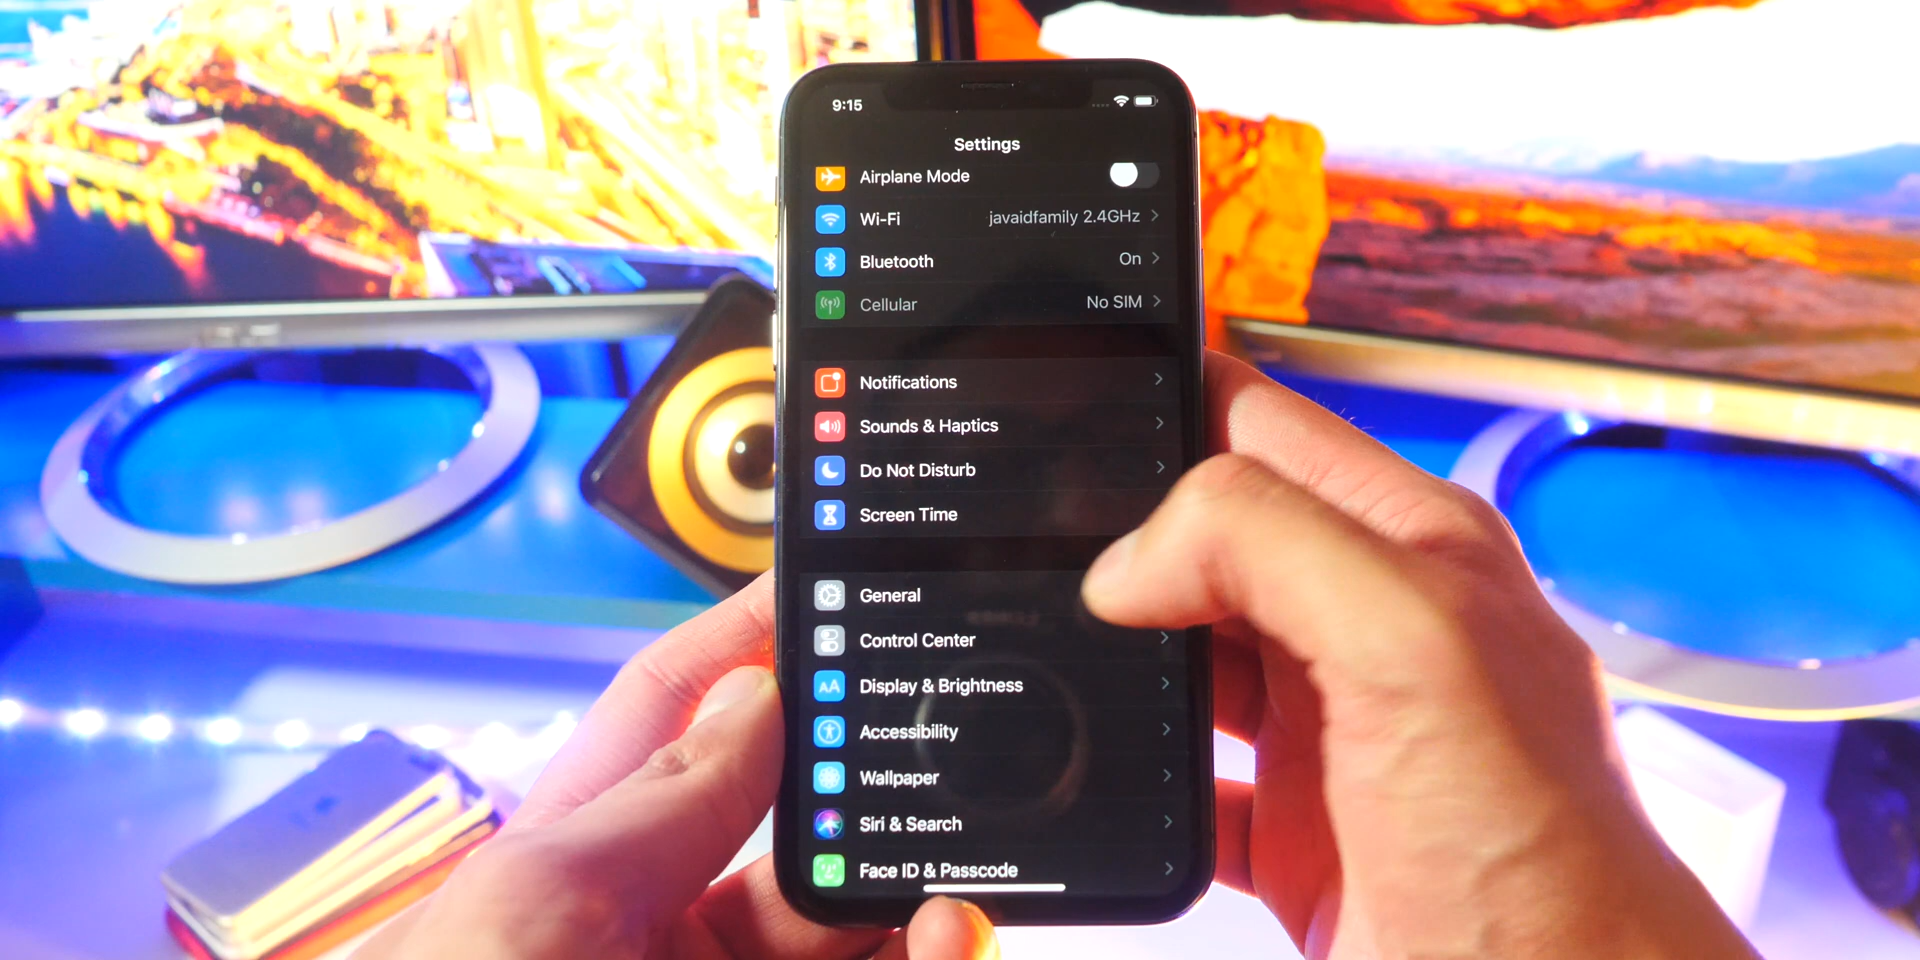 9:15
Settings
Airplane Mode
Wi-Fi javaidfamily 2.4GHz
Bluetooth On
Cellular No SIM
Notifications
Sounds & Haptics
Do Not Disturb
Screen Time
General
Control Center
AA Display & Brightness
Accessibility
Wallpaper
Siri & Search
Face ID & Passcode